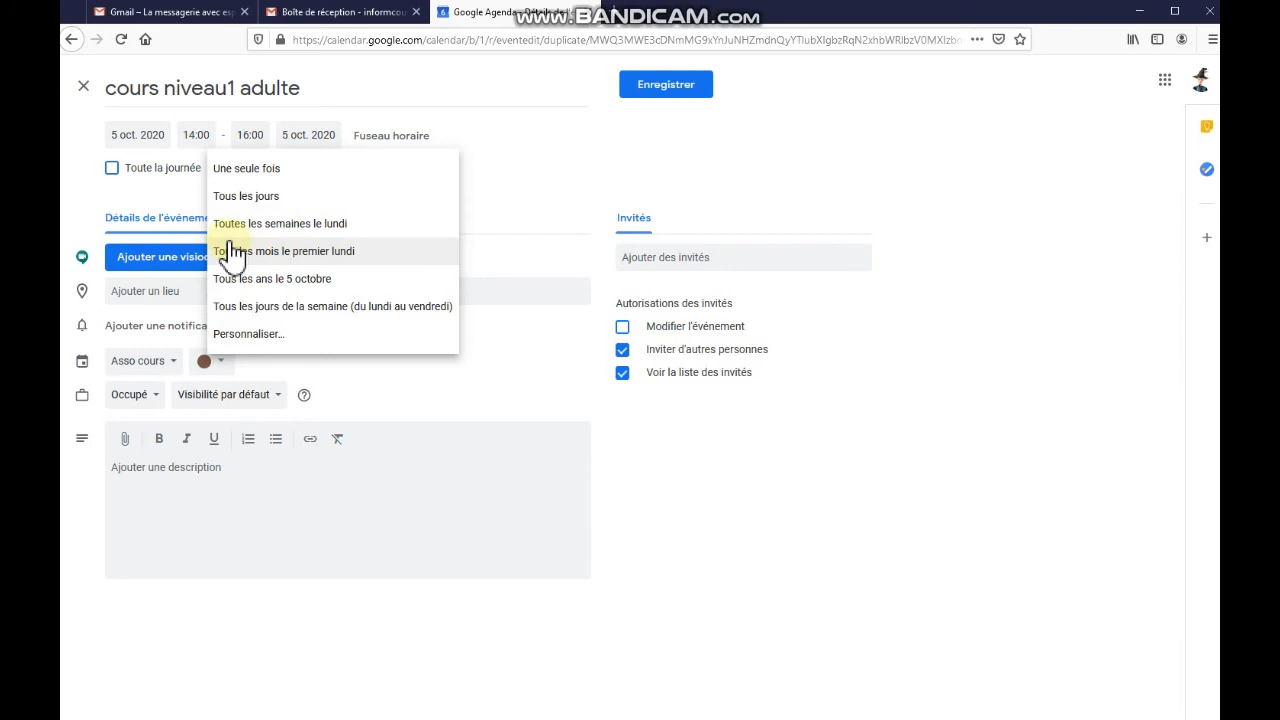 Gmail – La messagerie avec esp
Boîte de réception - informcou
Google Agenda - Détails de l'
www.BANDICAM.com
https://calendar.google.com/calendar/b/1/r/eventedit/duplicate/
cours niveau1 adulte
Enregistrer
5 oct. 2020 14:00 - 16:00 5 oct. 2020 Fuseau horaire
Toute la journée
Une seule fois
Tous les jours
Toutes les semaines le lundi
les mois le premier lundi
Tous les ans le 5 octobre
Tous les jours de la semaine (du lundi au vendredi)
Personnaliser...
Détails de l'événeme
Ajouter une visio
Ajouter un lieu
Ajouter une notifica
Asso cours
Occupé Visibilité par défaut
Ajouter une description
Invités
Ajouter des invités
Autorisations des invités
Modifier l'événement
Inviter d'autres personnes
Voir la liste des invités